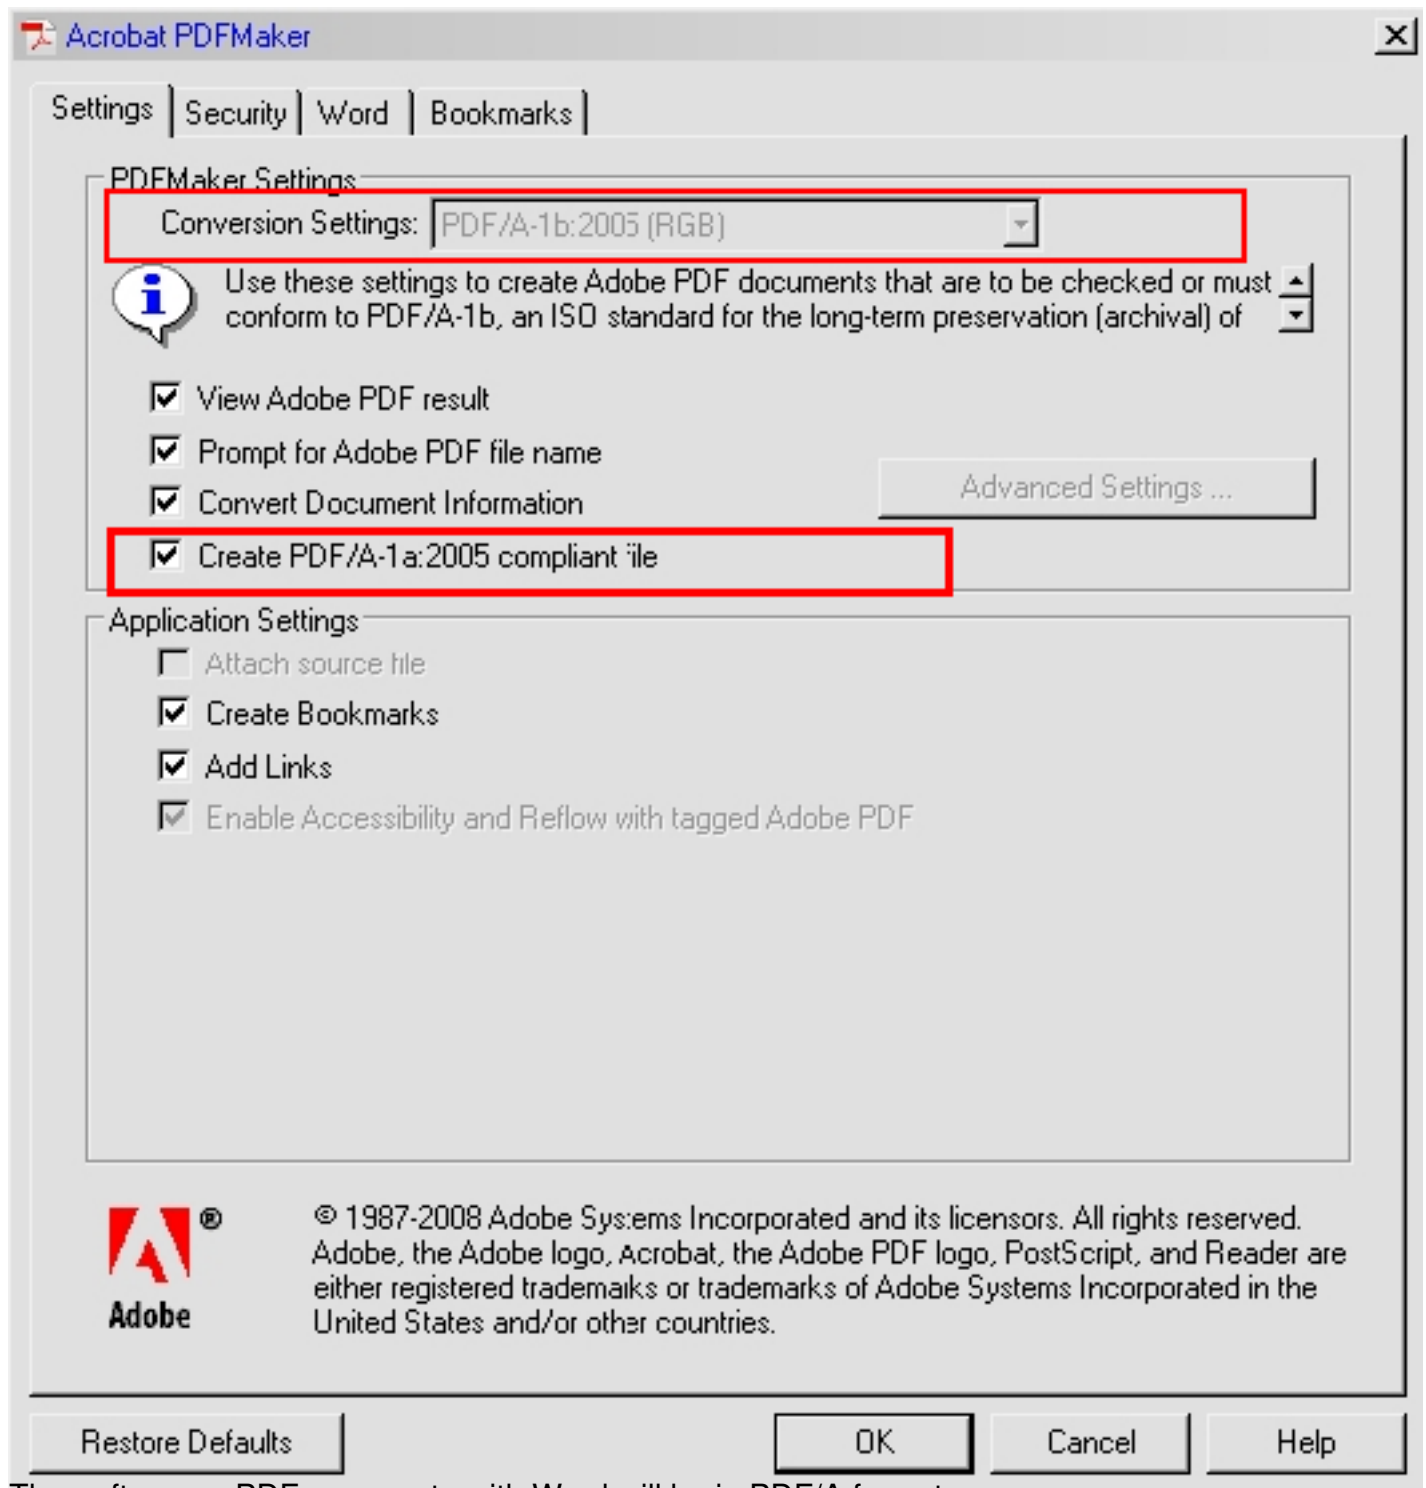 Acrobat PDFMaker
Settings Security Word Bookmarks
PDFMaker Settings
Conversion Settings: PDF/A-1b:2005 (RGB)
Use these settings to create Adobe PDF documents that are to be checked or must
conform to PDF/A-1b, an ISO standard for the long-term preservation (archival) of
View Adobe PDF result
Prompt for Adobe PDF file name
Convert Document Information
Advanced Settings ...
Create PDF/A-1a:2005 compliant file
Application Settings
Attach source file
Create Bookmarks
Add Links
Enable Accessibility and Reflow with tagged Adobe PDF
® © 1987-2008 Adobe Systems Incorporated and its licensors. All rights reserved.
Adobe, the Adobe logo, Acrobat, the Adobe PDF logo, PostScript, and Reader are
either registered trademarks or trademarks of Adobe Systems Incorporated in the
Adobe United States and/or other countries.
Restore Defaults OK Cancel Help